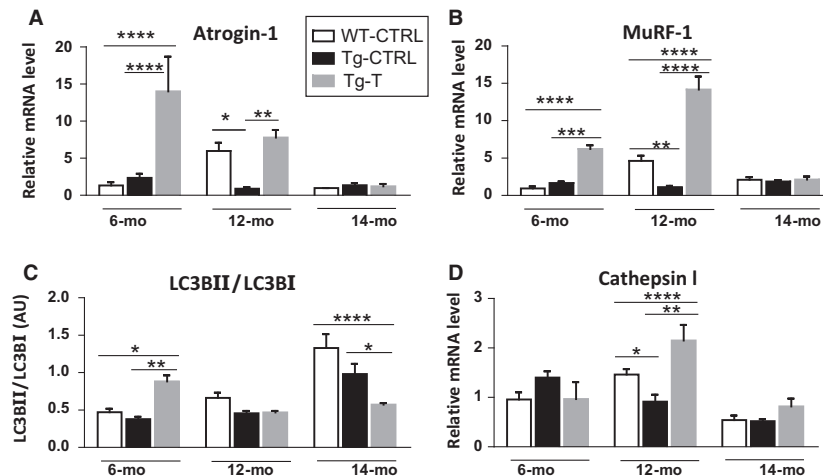 A
Atrogin-1
Relative mRNA level
20
15
10
5
0
****
****
*
**
6-mo
12-mo
14-mo
WT-CTRL
Tg-CTRL
Tg-T
B
MuRF-1
Relative mRNA level
20
15
10
5
0
****
***
****
****
**
6-mo
12-mo
14-mo
C
LC3BII/LC3BI
LC3BII/LC3BI (AU)
2.0
1.5
1.0
0.5
0.0
*
**
****
*
6-mo
12-mo
14-mo
D
Cathepsin l
Relative mRNA level
3
2
1
0
****
**
*
6-mo
12-mo
14-mo